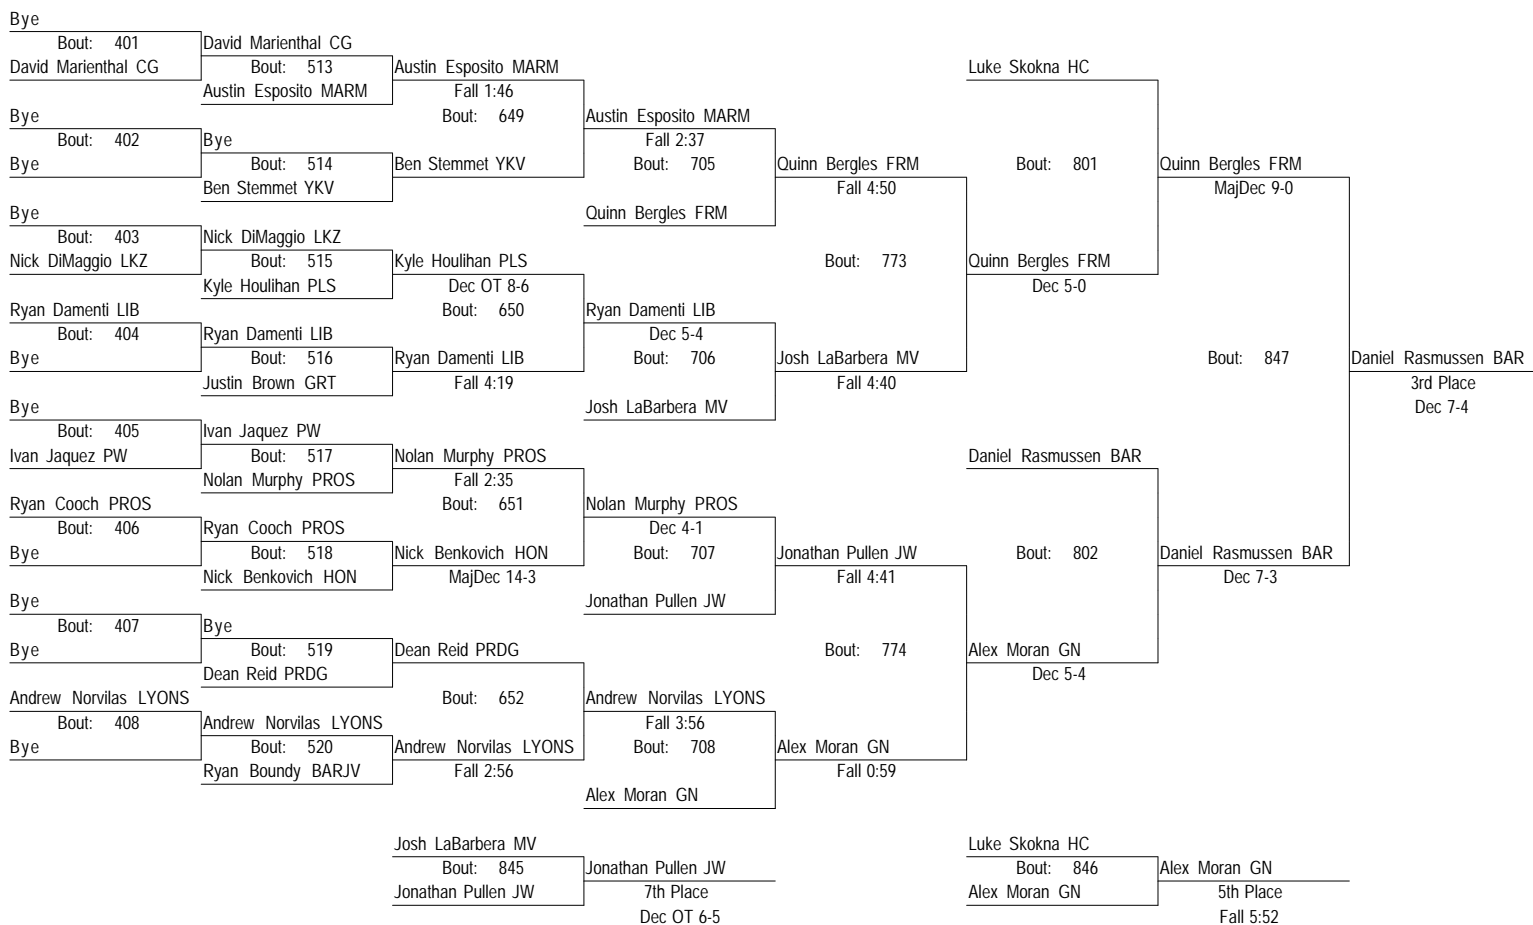 Bye
Bout: 401
David Marienthal CG
David Marienthal CG
Bout: 513
Austin Esposito MARM
Austin Esposito MARM
Fall 1:46
Bout: 649
Bye
Bout: 402
Bye
Bye
Bout: 514
Ben Stemmet YKV
Ben Stemmet YKV
Austin Esposito MARM
Fall 2:37
Bout: 705
Quinn Bergles FRM
Quinn Bergles FRM
Fall 4:50
Bye
Bout: 403
Nick DiMaggio LKZ
Nick DiMaggio LKZ
Bout: 515
Kyle Houlihan PLS
Kyle Houlihan PLS
Dec OT 8-6
Bout: 650
Ryan Damenti LIB
Bout: 404
Bye
Ryan Damenti LIB
Bout: 516
Justin Brown GRT
Ryan Damenti LIB
Fall 4:19
Ryan Damenti LIB
Dec 5-4
Bout: 706
Josh LaBarbera MV
Josh LaBarbera MV
Fall 4:40
Bout: 773
Quinn Bergles FRM
Dec 5-0
Luke Skokna HC
Bout: 801
Quinn Bergles FRM
MajDec 9-0
Bye
Bout: 405
Ivan Jaquez PW
Ivan Jaquez PW
Bout: 517
Nolan Murphy PROS
Nolan Murphy PROS
Fall 2:35
Bout: 651
Ryan Cooch PROS
Bout: 406
Bye
Ryan Cooch PROS
Bout: 518
Nick Benkovich HON
Nick Benkovich HON
MajDec 14-3
Nolan Murphy PROS
Dec 4-1
Bout: 707
Jonathan Pullen JW
Jonathan Pullen JW
Fall 4:41
Bye
Bout: 407
Bye
Bye
Bout: 519
Dean Reid PRDG
Dean Reid PRDG
Bout: 652
Andrew Norvilas LYONS
Bout: 408
Bye
Andrew Norvilas LYONS
Bout: 520
Ryan Boundy BARJV
Andrew Norvilas LYONS
Fall 2:56
Andrew Norvilas LYONS
Fall 3:56
Bout: 708
Alex Moran GN
Alex Moran GN
Fall 0:59
Bout: 774
Alex Moran GN
Dec 5-4
Daniel Rasmussen BAR
Bout: 802
Daniel Rasmussen BAR
Dec 7-3
Bout: 847
Daniel Rasmussen BAR
3rd Place
Dec 7-4
Josh LaBarbera MV
Bout: 845
Jonathan Pullen JW
Jonathan Pullen JW
7th Place
Dec OT 6-5
Luke Skokna HC
Bout: 846
Alex Moran GN
Alex Moran GN
5th Place
Fall 5:52